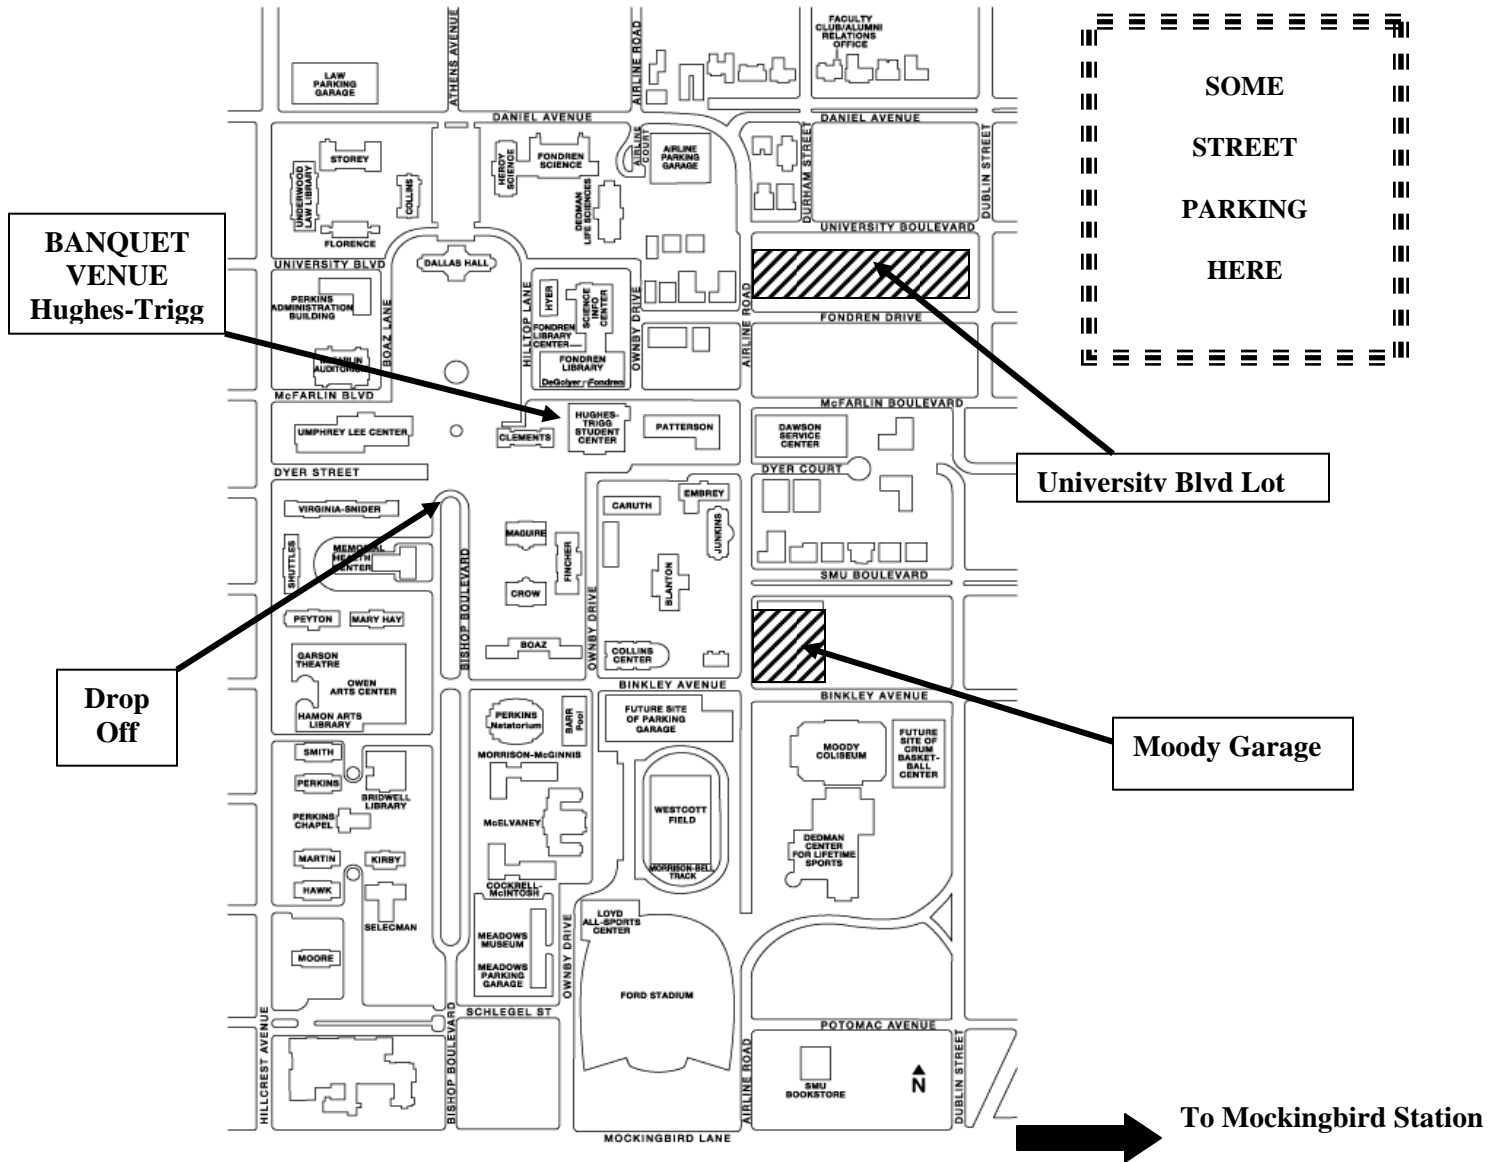 FACULTY
CLUB/ALUMNI
RELATIONS
OFFICE
SOME
STREET
PARKING
HERE
LAW
PARKING
GARAGE
ATHENS AVENUE
AIRLINE ROAD
DANIEL AVENUE
DANIEL AVENUE
STOREY
UNDERWOOD
LAW LIBRARY
COLLINS
FLORENCE
HEROY
SCIENCE
FONDREN
SCIENCE
AIRLINE
COURT
AIRLINE
PARKING
GARAGE
DEDMAN
LIFE SCIENCES
DURHAM STREET
DUBLIN STREET
UNIVERSITY BOULEVARD
BANQUET
VENUE
Hughes-Trigg
UNIVERSITY BLVD
DALLAS HALL
PERKINS
ADMINISTRATION
BUILDING
BOAZ LANE
HILLTOP LANE
HYER
SCIENCE
INFO
CENTER
FONDREN
LIBRARY
CENTER
OWNBY DRIVE
AIRLINE ROAD
FONDREN DRIVE
McFARLIN
AUDITORIUM
FONDREN
LIBRARY
DeGolyer Fondren
McFARLIN BLVD
McFARLIN BOULEVARD
UMPHREY LEE CENTER
CLEMENTS
HUGHES-
TRIGG
STUDENT
CENTER
PATTERSON
DAWSON
SERVICE
CENTER
DYER STREET
DYER COURT
University Blvd Lot
VIRGINIA-SNIDER
CARUTH
EMBREY
JUNKINS
SHUTTLES
MEMORIAL
HEALTH
CENTER
MAGUIRE
FINCHER
BLANTON
SMU BOULEVARD
CROW
BISHOP BOULEVARD
OWNBY DRIVE
PEYTON
MARY HAY
BOAZ
COLLINS
CENTER
GARSON
THEATRE
OWEN
ARTS CENTER
HAMON ARTS
LIBRARY
Drop
Off
BINKLEY AVENUE
BINKLEY AVENUE
PERKINS
Natatorium
BARR
Pool
FUTURE SITE
OF PARKING
GARAGE
MOODY
COLISEUM
FUTURE
SITE OF
CRUM
BASKET-
BALL
CENTER
Moody Garage
SMITH
PERKINS
BRIDWELL
LIBRARY
MORRISON-McGINNIS
PERKINS
CHAPEL
McELVANEY
WESTCOTT
FIELD
MORRISON-BELL
TRACK
DEDMAN
CENTER
FOR LIFETIME
SPORTS
MARTIN
KIRBY
HAWK
COCKRELL-
McINTOSH
SELECMAN
LOYD
ALL-SPORTS
CENTER
MOORE
MEADOWS
MUSEUM
MEADOWS
PARKING
GARAGE
OWNBY DRIVE
FORD STADIUM
SCHLEGEL ST
POTOMAC AVENUE
HILLCREST AVENUE
BISHOP BOULEVARD
AIRLINE ROAD
SMU
BOOKSTORE
N
DUBLIN STREET
MOCKINGBIRD LANE
To Mockingbird Station